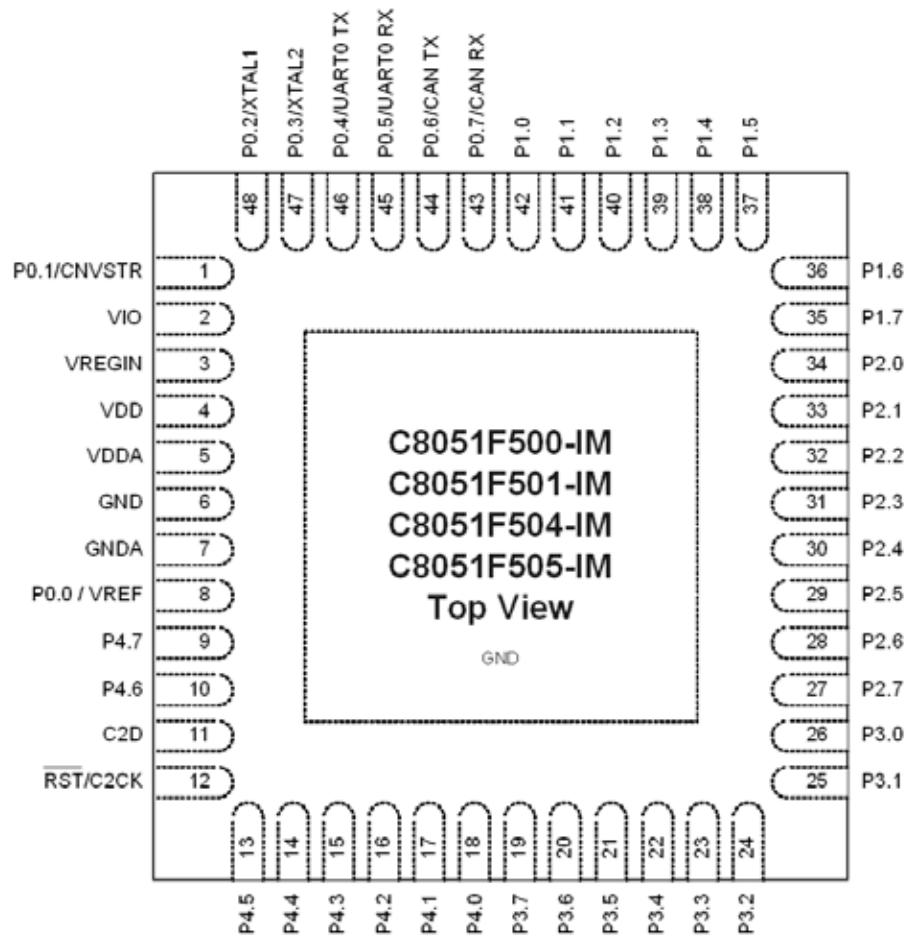 P0.2/XTAL1
P0.3/XTAL2
P0.4/UART0 TX
P0.5/UART0 RX
P0.6/CAN TX
P0.7/CAN RX
P1.0
P1.1
P1.2
P1.3
P1.4
P1.5
48
47
46
45
44
43
42
41
40
39
38
37
P0.1/CNVSTR 1
VIO 2
VREGIN 3
VDD 4
VDDA 5
GND 6
GNDA 7
P0.0 / VREF 8
P4.7 9
P4.6 10
C2D 11
RST/C2CK 12
C8051F500-IM
C8051F501-IM
C8051F504-IM
C8051F505-IM
Top View
GND
36 P1.6
35 P1.7
34 P2.0
33 P2.1
32 P2.2
31 P2.3
30 P2.4
29 P2.5
28 P2.6
27 P2.7
26 P3.0
25 P3.1
13
14
15
16
17
18
19
20
21
22
23
24
P4.5
P4.4
P4.3
P4.2
P4.1
P4.0
P3.7
P3.6
P3.5
P3.4
P3.3
P3.2